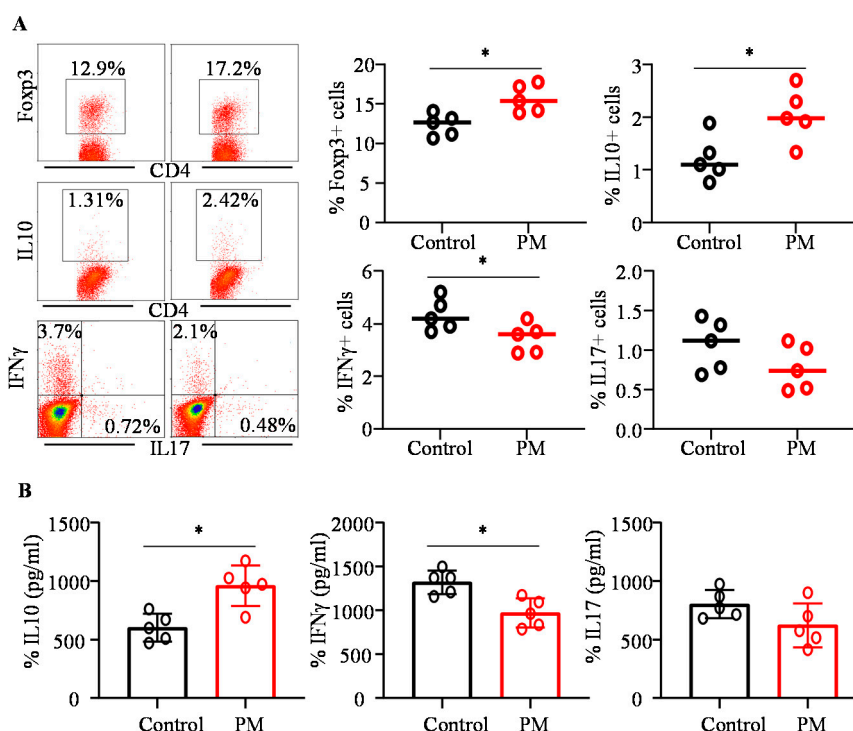 A
12.9%
17.2%
Foxp3
CD4
1.31%
2.42%
IL10
CD4
3.7%
2.1%
IFNγ
0.72%
0.48%
IL17
*
20
15
10
5
0
% Foxp3+ cells
Control
PM
*
3
2
1
0
% IL10+ cells
Control
PM
*
6
4
2
0
% IFNγ+ cells
Control
PM
2.0
1.5
1.0
0.5
0.0
% IL17+ cells
Control
PM
B
*
1500
1000
500
0
% IL10 (pg/ml)
Control
PM
*
2000
1500
1000
500
0
% IFNγ (pg/ml)
Control
PM
1500
1000
500
0
% IL17 (pg/ml)
Control
PM